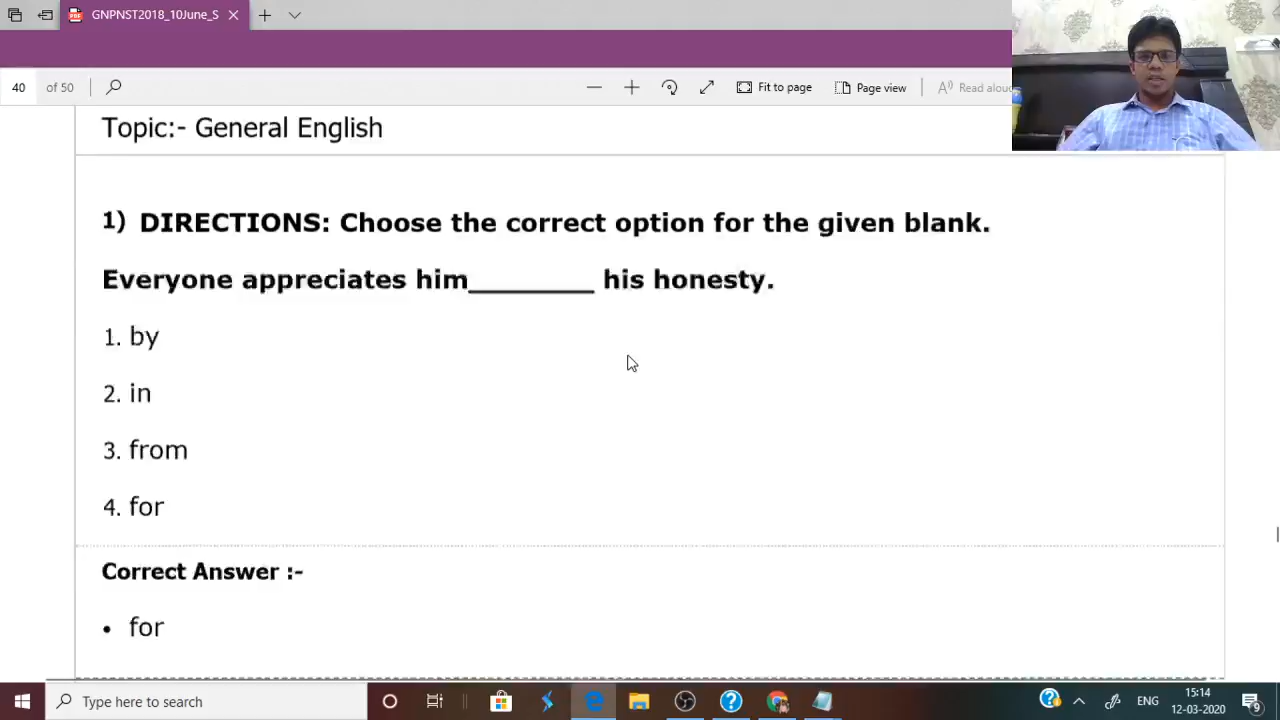 GNPNST2018_10June_S
40 of 50
Fit to page
Page view
Read alou
Topic:- General English
1) DIRECTIONS: Choose the correct option for the given blank.
Everyone appreciates him_________ his honesty.
1. by
2. in
3. from
4. for
Correct Answer :-
• for
Type here to search
ENG
15:14
12-03-2020